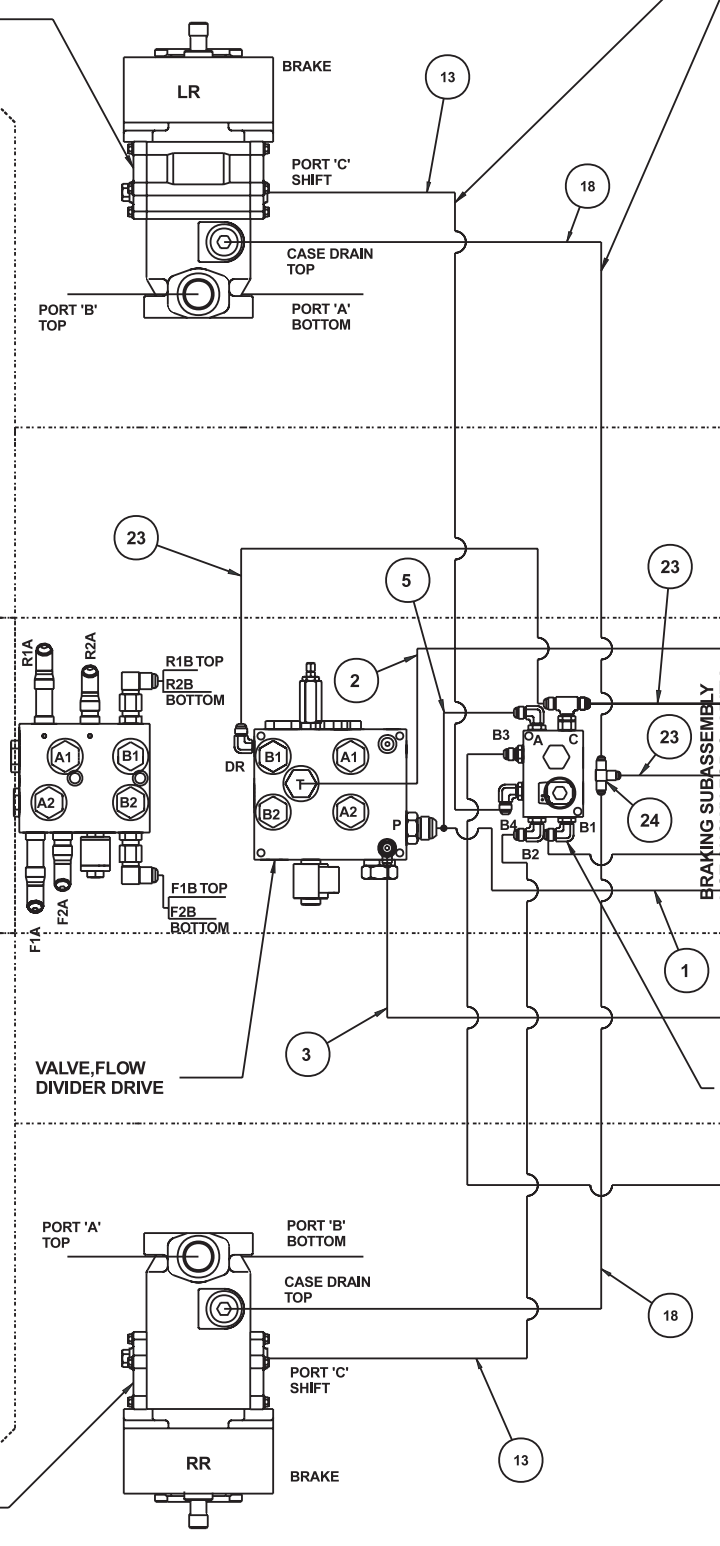 BRAKE
LR
13
PORT 'C'
SHIFT
18
CASE DRAIN
TOP
PORT 'B'
TOP
PORT 'A'
BOTTOM
23
5
23
R1A
R2A
R1B TOP
R2B
BOTTOM
2
BRAKING SUBASSEMBLY
B3
A
C
23
A1
B1
DR
B1
A1
T
A2
B2
B2
A2
P
B4
B1
24
B2
F1A
F2A
F1B TOP
F2B
BOTTOM
1
3
VALVE,FLOW
DIVIDER DRIVE
PORT 'A'
TOP
PORT 'B'
BOTTOM
CASE DRAIN
TOP
18
PORT 'C'
SHIFT
13
RR
BRAKE